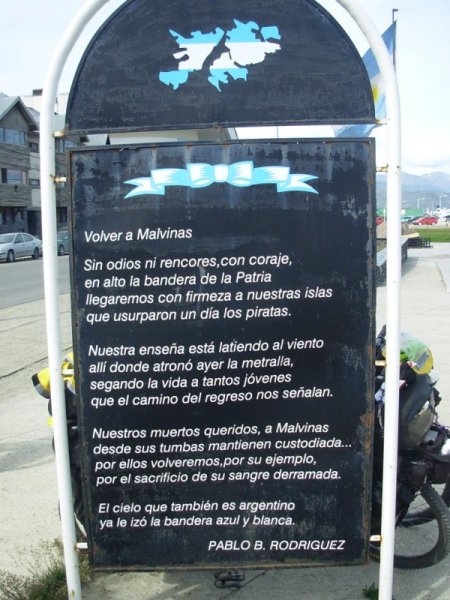 Volver a Malvinas
Sin odios ni rencores,con coraje,
en alto la bandera de la Patria
llegaremos con firmeza a nuestras islas
que usurparon un día los piratas.
Nuestra enseña está latiendo al viento
allí donde atronó ayer la metralla,
segando la vida a tantos jóvenes
que el camino del regreso nos señalan.
Nuestros muertos queridos, a Malvinas
desde sus tumbas mantienen custodiada...
por ellos volveremos,por su ejemplo,
por el sacrificio de su sangre derramada.
El cielo que también es argentino
ya le izó la bandera azul y blanca.
PABLO B. RODRIGUEZ